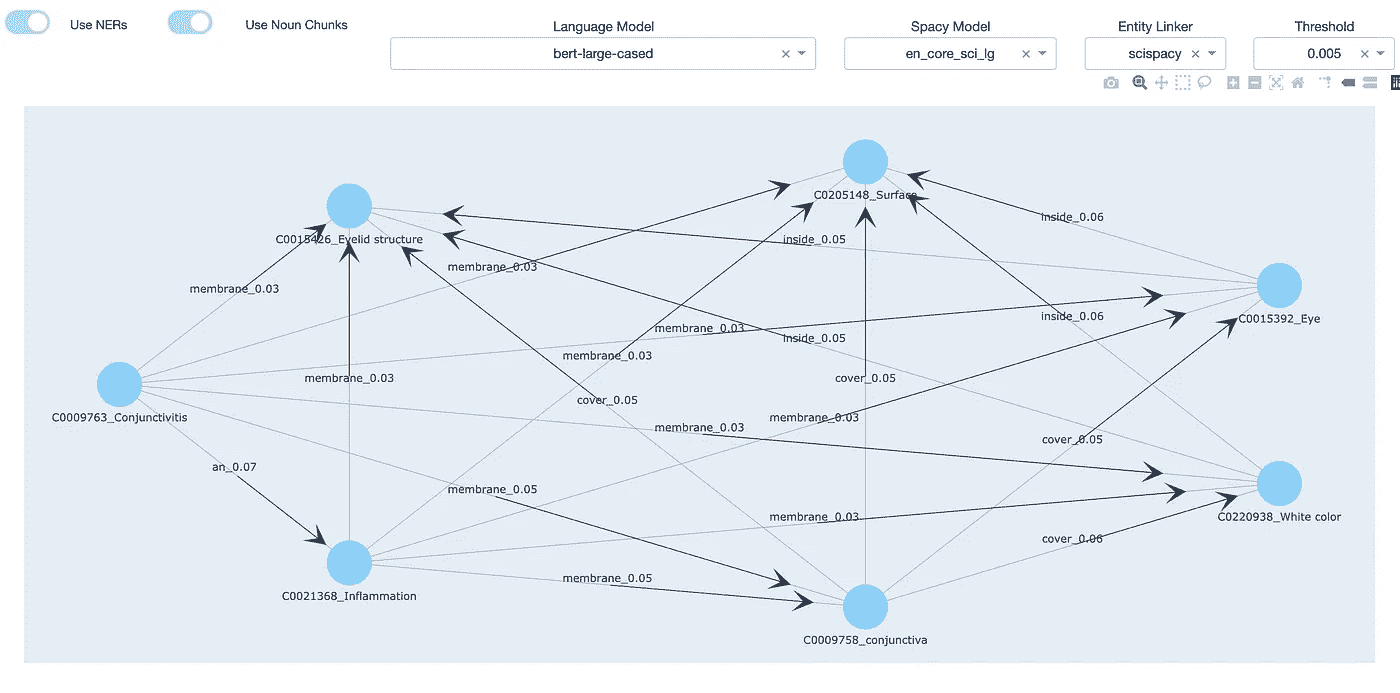 Use NERs
Use Noun Chunks
Language Model
Spacy Model
Entity Linker
Threshold
bert-large-cased
en_core_sci_lg
scispacy
0.005
C0205148_Surface
inside_0.06
C0015426_Eyelid structure
inside_0.05
membrane_0.03
membrane_0.03
C0015392_Eye
inside_0.06
membrane_0.03
inside_0.05
membrane_0.03
membrane_0.03
cover_0.05
cover_0.05
C0009763_Conjunctivitis
membrane_0.03
membrane_0.03
cover_0.05
an_0.07
membrane_0.05
membrane_0.03
C0220938_White color
cover_0.06
membrane_0.05
C0021368_Inflammation
C0009758_conjunctiva